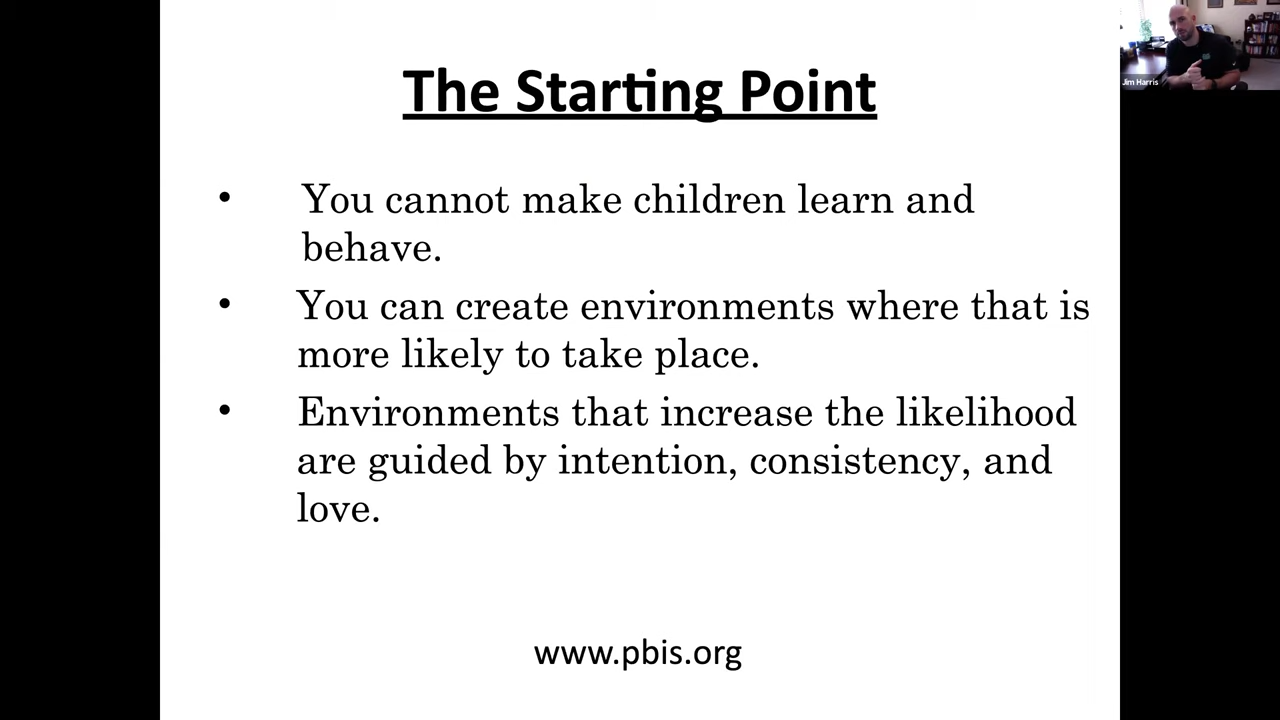 The Starting Point
• You cannot make children learn and
behave.
• You can create environments where that is
more likely to take place.
• Environments that increase the likelihood
are guided by intention, consistency, and
love.
www.pbis.org
Jim Harris